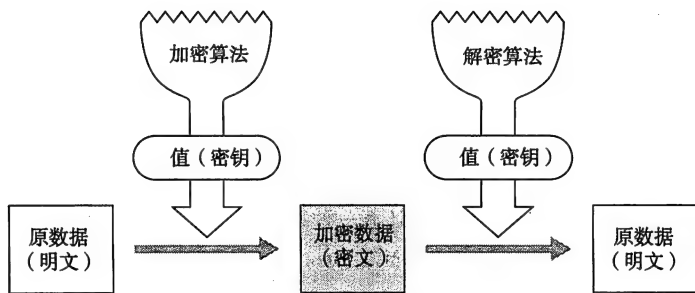 加密算法
解密算法
值（密钥）
值（密钥）
原数据
（明文）
加密数据
（密文）
原数据
（明文）